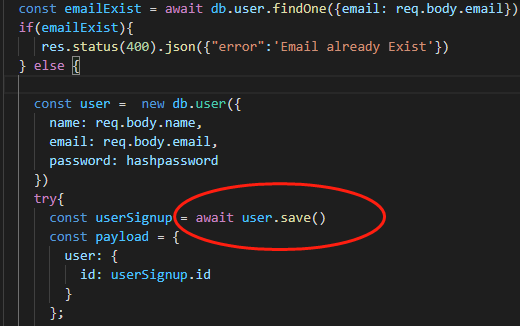 const emailExist = await db.user.findOne({email: req.body.email})
if(emailExist){
res.status(400).json({"error":'Email already Exist'})
} else {
const user =  new db.user({
name: req.body.name,
email: req.body.email,
password: hashpassword
})
try{
const userSignup = await user.save()
const payload = {
user: {
id: userSignup.id
}
};